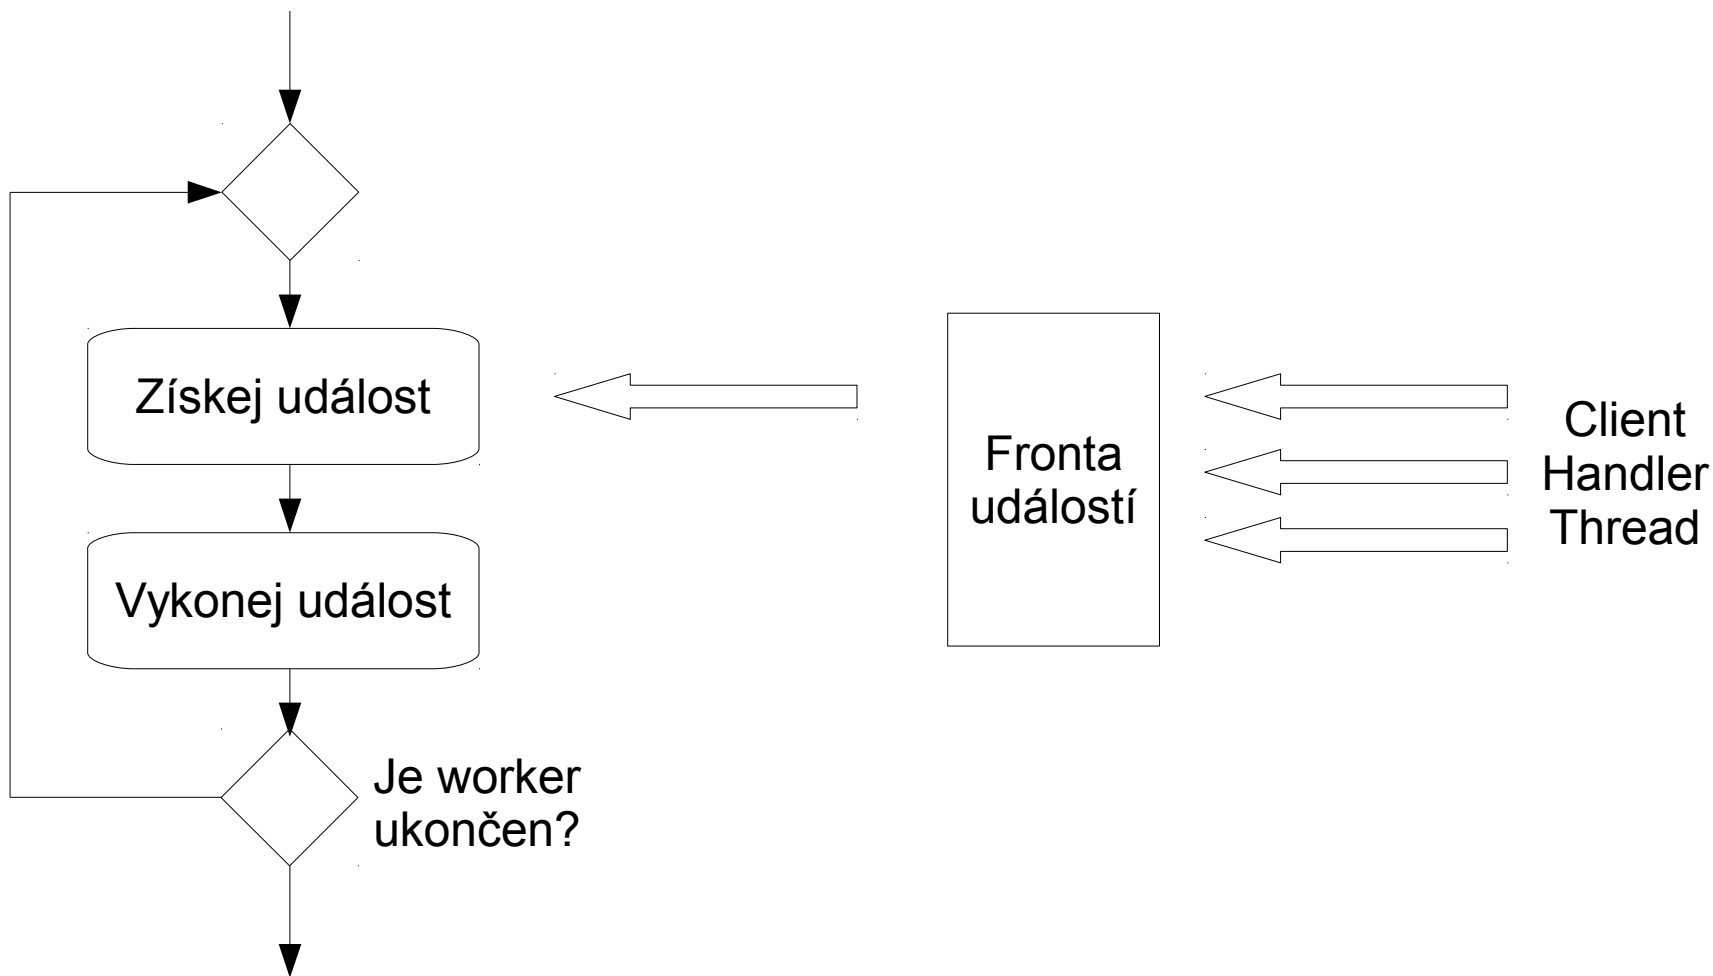 Získej událost
Vykonej událost
Je worker
ukončen?
Fronta
událostí
Client
Handler
Thread